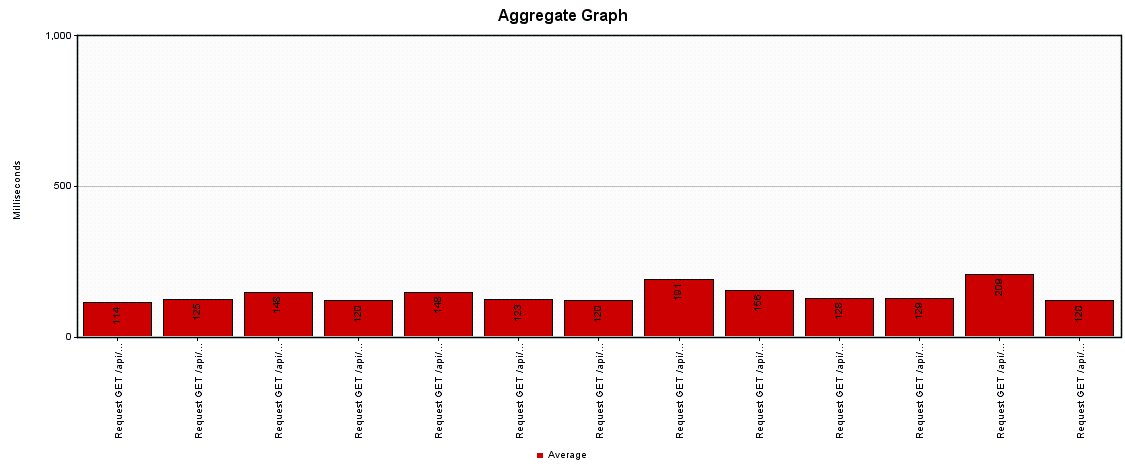 Aggregate Graph
1,000
500
0
Milliseconds
114
125
148
120
148
123
120
191
155
128
129
209
120
Request GET /api/...
Request GET /api/...
Request GET /api/...
Request GET /api/...
Request GET /api/...
Request GET /api/...
Request GET /api/...
Request GET /api/...
Request GET /api/...
Request GET /api/...
Request GET /api/...
Request GET /api/...
Request GET /api/...
Average